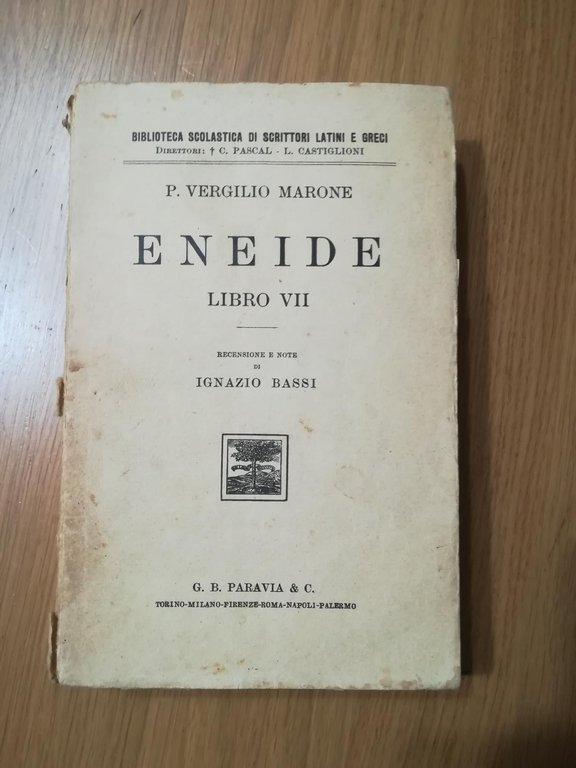 BIBLIOTECA SCOLASTICA DI SCRITTORI LATINI E GRECI
DIRETTORI: † C. PASCAL - L. CASTIGLIONI
P. VERGILIO MARONE
ENEIDE
LIBRO VII
RECENSIONE E NOTE
DI
IGNAZIO BASSI
G. B. PARAVIA & C.
TORINO-MILANO-FIRENZE-ROMA-NAPOLI-PALERMO